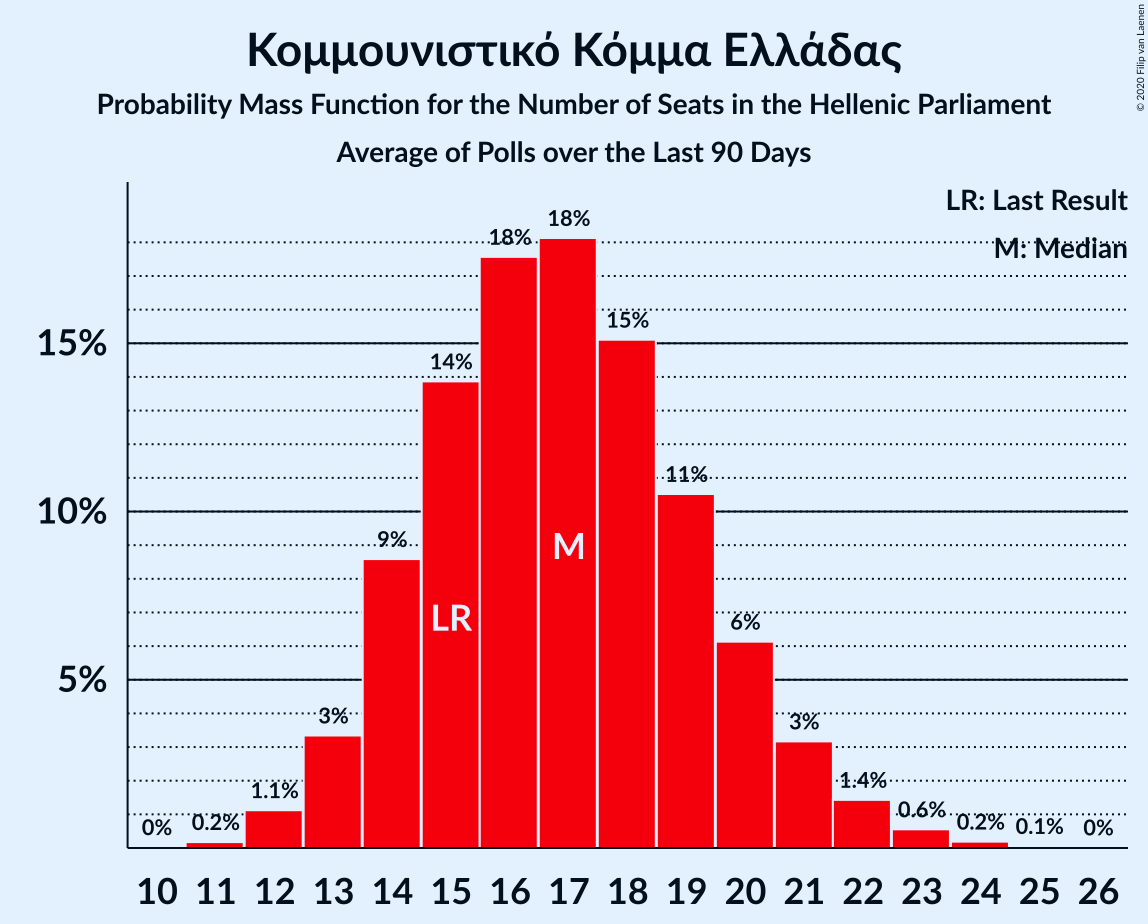 Κομμουνιστικό Κόμμα Ελλάδας
Probability Mass Function for the Number of Seats in the Hellenic Parliament
Average of Polls over the Last 90 Days
© 2020 Filip van Laenen
LR: Last Result
M: Median
15%
10%
5%
0%
0.2%
1.1%
3%
9%
14%
18%
18%
15%
11%
6%
3%
1.4%
0.6%
0.2%
0.1%
0%
LR
M
10 11 12 13 14 15 16 17 18 19 20 21 22 23 24 25 26